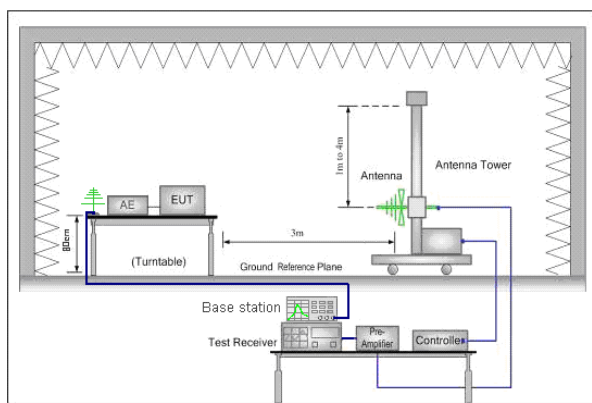 1m to 4m
Antenna
Antenna Tower
AE
EUT
3m
(Turntable)
Ground Reference Plane
Base station
Test Receiver
Pre-
Amplifier
Controller